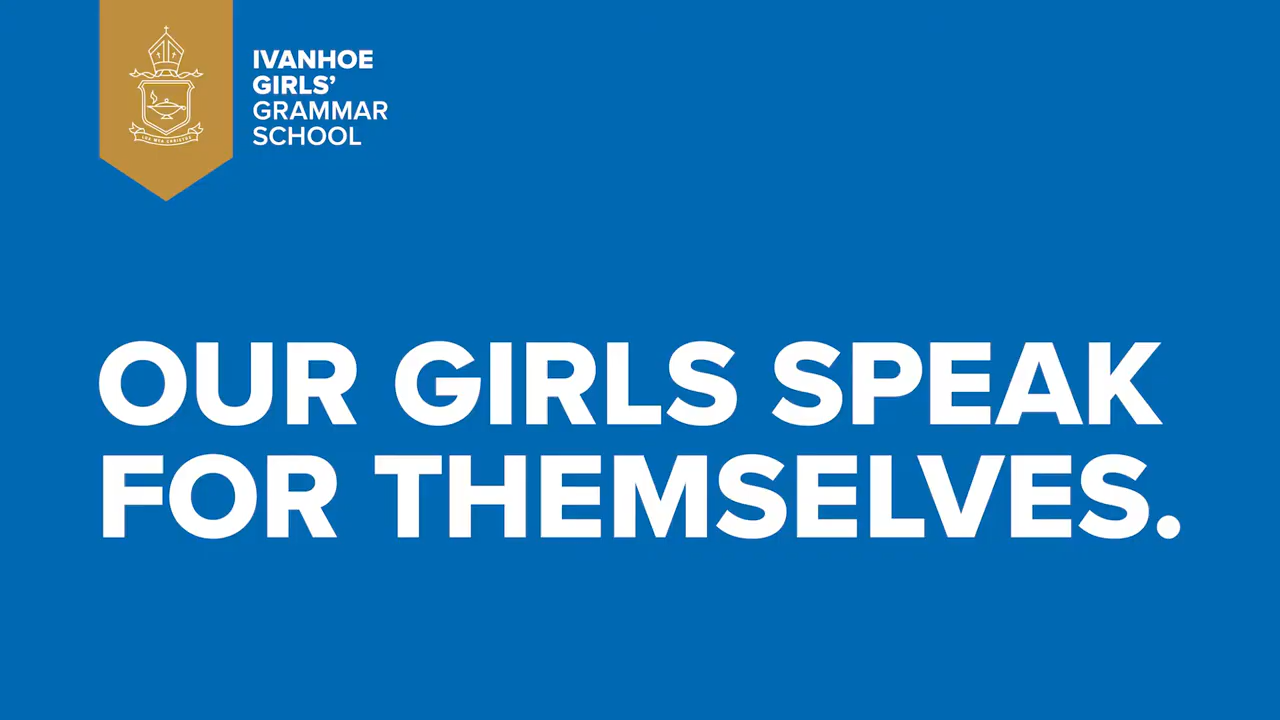 IVANHOE
GIRLS’
GRAMMAR
SCHOOL
OUR GIRLS SPEAK
FOR THEMSELVES.